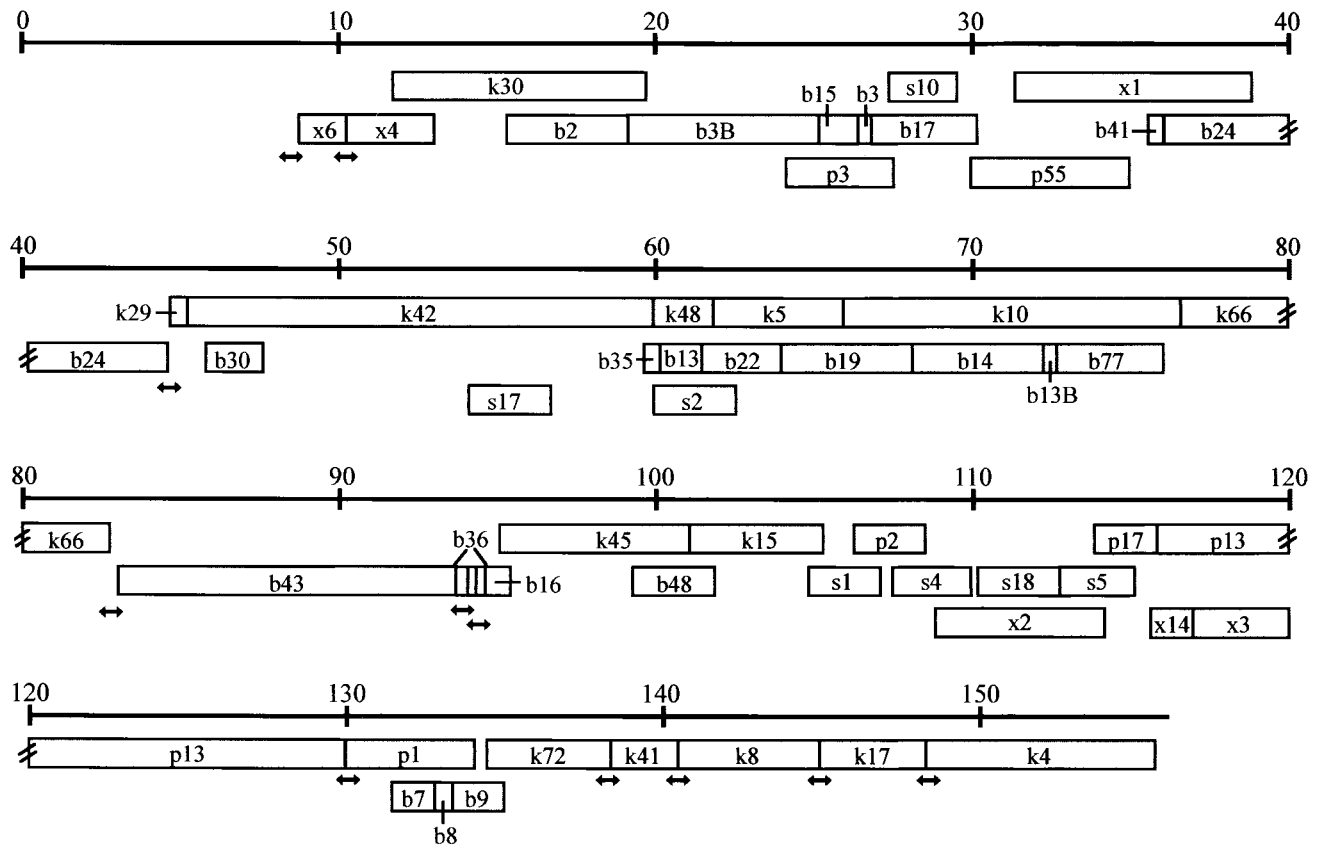 0 10 20 30 40
k30 b15 b3 s10 x1
x6 x4 b2 b3B b17 b41 b24
p3 p55
40 50 60 70 80
k29 k42 k48 k5 k10 k66
b24 b30 b35 b13 b22 b19 b14 b77
s17 s2 b13B
80 90 100 110 120
k66 b36 k45 k15 p2 p17 p13
b43 b16 b48 s1 s4 s18 s5
x2 x14 x3
120 130 140 150
p13 p1 k72 k41 k8 k17 k4
b7 b9
b8